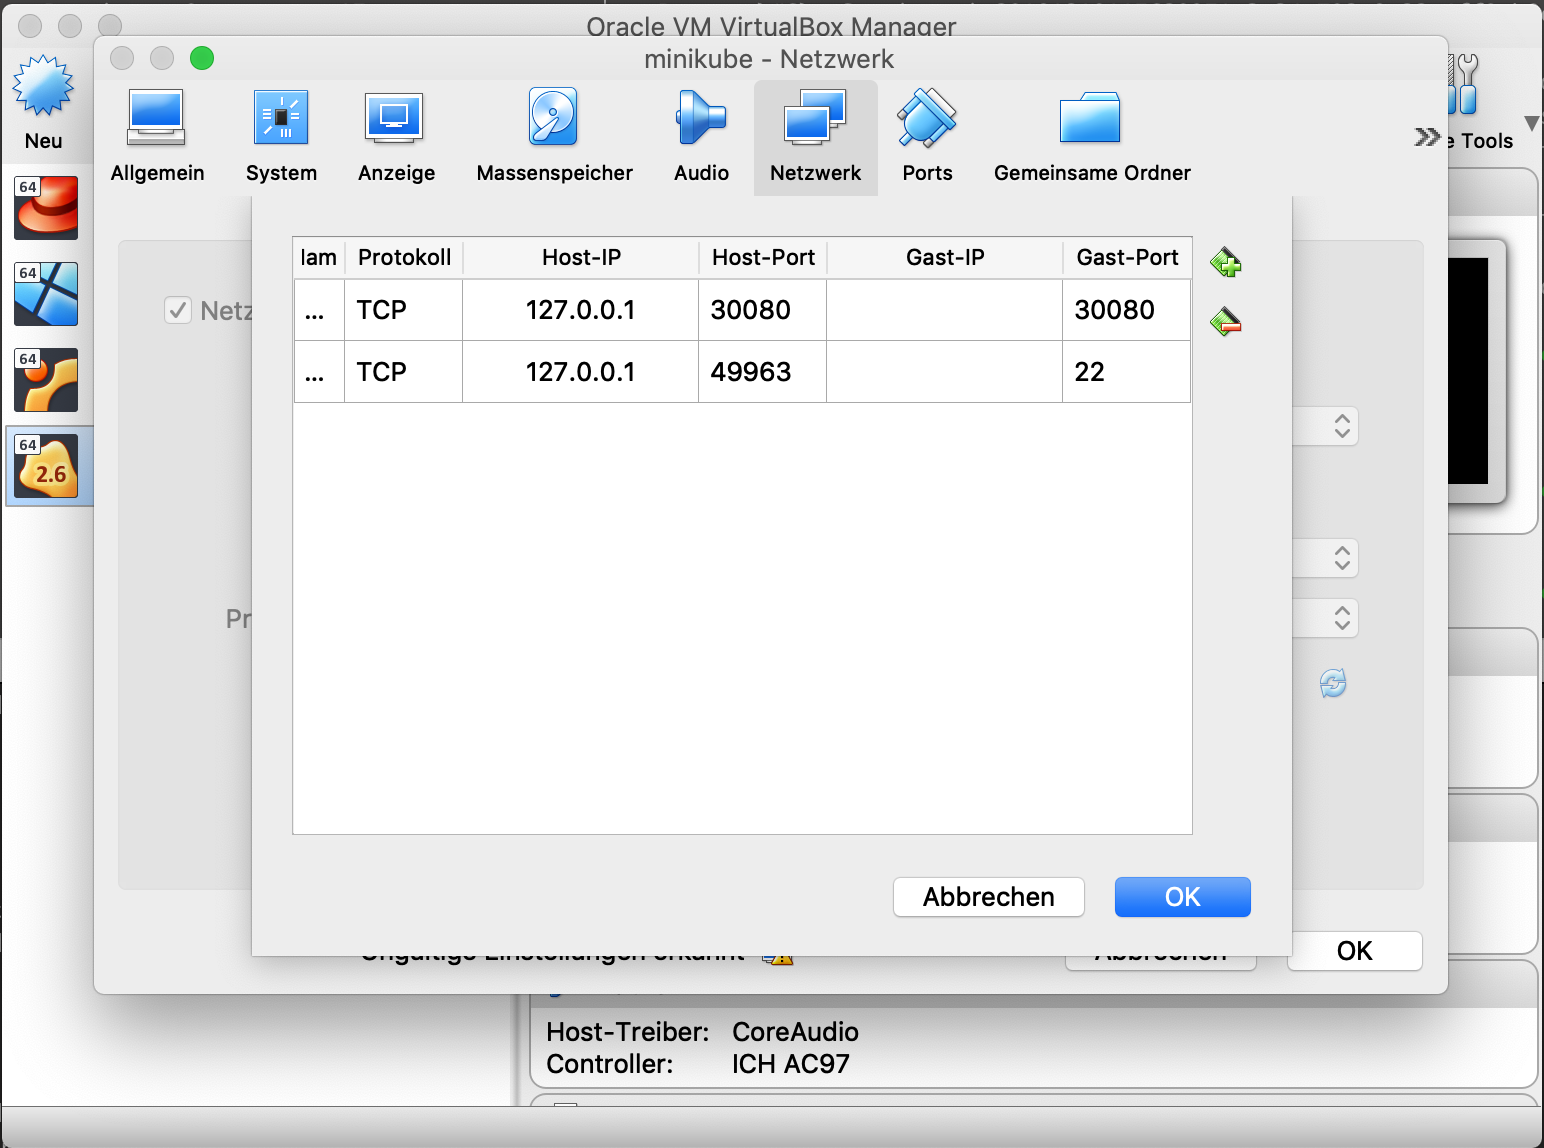 Oracle VM VirtualBox Manager
minikube - Netzwerk
Neu
Allgemein
System
Anzeige
Massenspeicher
Audio
Netzwerk
Ports
Gemeinsame Ordner
e Tools
64
64
64
64
2.6
Netz
Pr
lam Protokoll Host-IP Host-Port Gast-IP Gast-Port
... TCP 127.0.0.1 30080 30080
... TCP 127.0.0.1 49963 22
Abbrechen OK
Ungültige Einstellungen erkannt Abbrechen OK
Host-Treiber: CoreAudio
Controller: ICH AC97